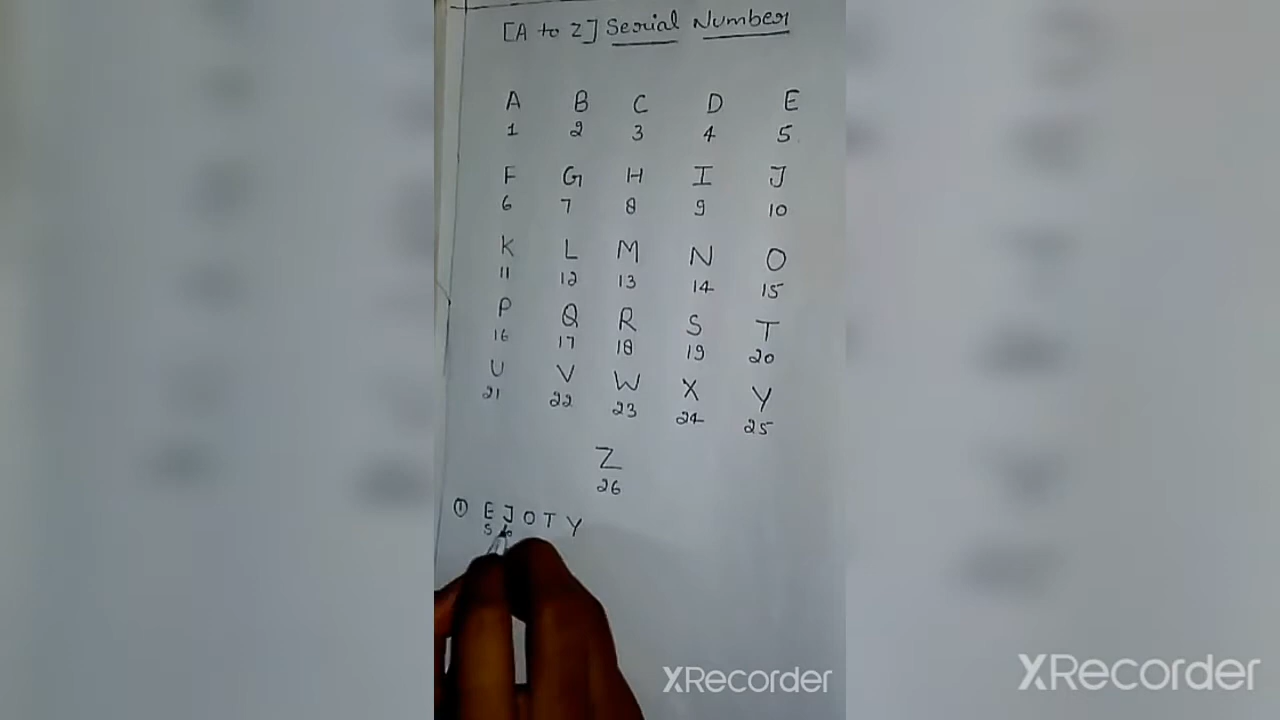 [A to Z] Serial Number
A B C D E
1 2 3 4 5
F G H I J
6 7 8 9 10
K L M N O
11 12 13 14 15
P Q R S T
16 17 18 19 20
U V W X Y
21 22 23 24 25
Z
26
① E J O T Y
5 10
XRecorder
XRecorder